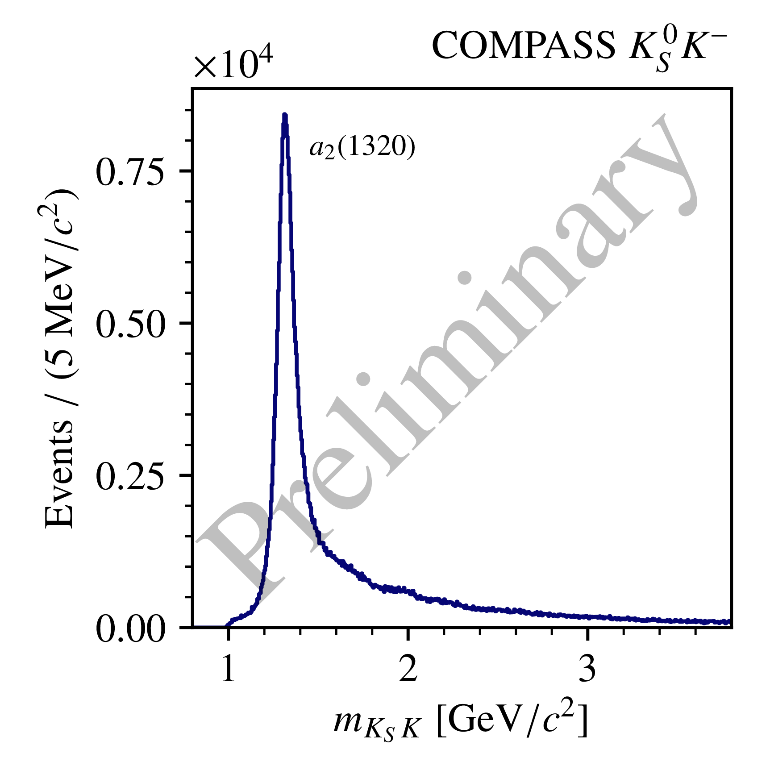 COMPASS K_S^0 K^−
×10^4
a_2(1320)
Preliminary
Events / (5 MeV/c^2)
0.75
0.50
0.25
0.00
1 2 3
m_{K_S K} [GeV/c^2]